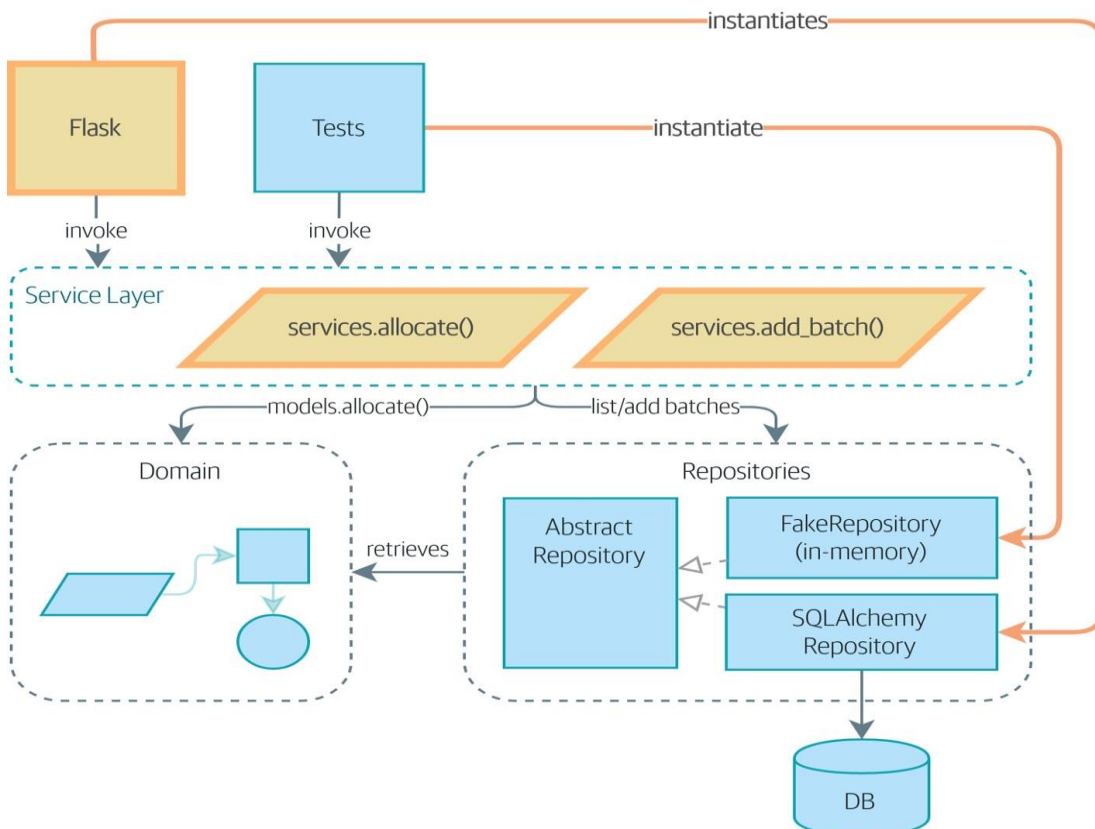 instantiates
Flask
Tests
instantiate
invoke
invoke
Service Layer
services.allocate()
services.add_batch()
models.allocate()
list/add batches
Domain
Repositories
Abstract
Repository
FakeRepository
(in-memory)
retrieves
SQLAlchemy
Repository
DB